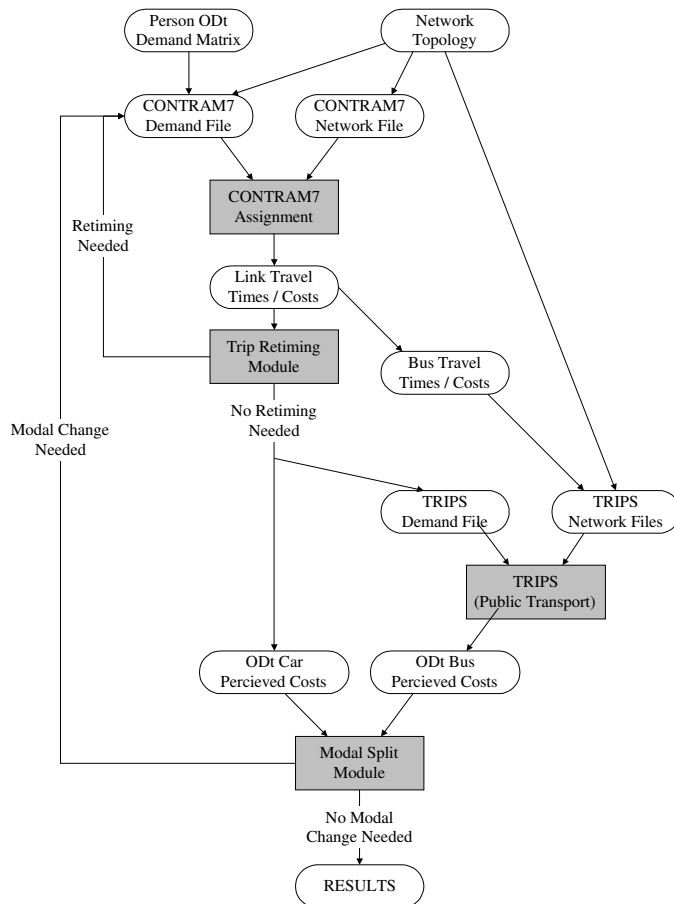 Person ODt
Demand Matrix
Network
Topology
CONTRAM7
Demand File
CONTRAM7
Network File
CONTRAM7
Assignment
Retiming
Needed
Link Travel
Times / Costs
Trip Retiming
Module
Bus Travel
Times / Costs
No Retiming
Needed
Modal Change
Needed
TRIPS
Demand File
TRIPS
Network Files
TRIPS
(Public Transport)
ODt Car
Percieved Costs
ODt Bus
Percieved Costs
Modal Split
Module
No Modal
Change Needed
RESULTS